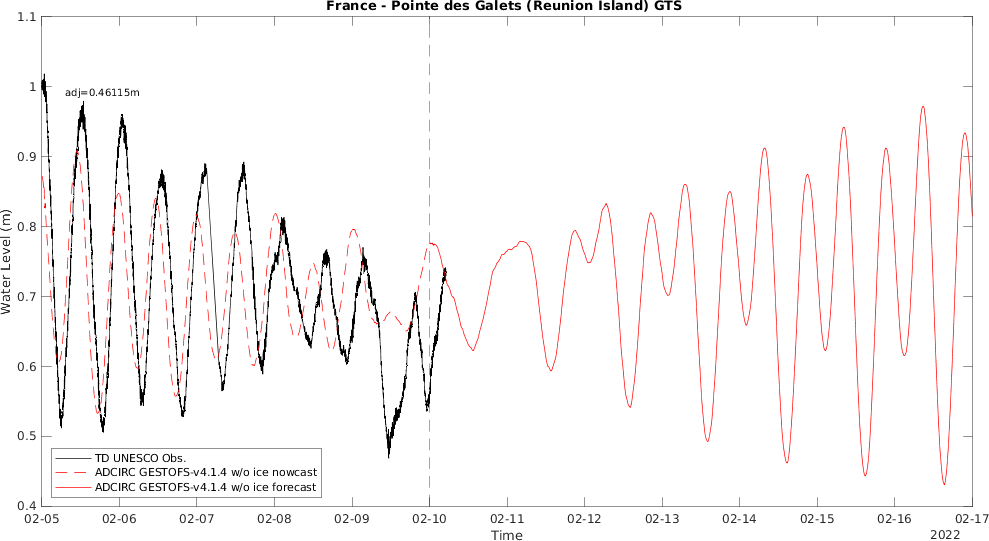 France - Pointe des Galets (Reunion Island) GTS
1.1
1
0.9
0.8
0.7
0.6
0.5
0.4
Water Level (m)
adj=0.46115m
TD UNESCO Obs.
ADCIRC GESTOFS-v4.1.4 w/o ice nowcast
ADCIRC GESTOFS-v4.1.4 w/o ice forecast
02-05 02-06 02-07 02-08 02-09 02-10 02-11 02-12 02-13 02-14 02-15 02-16 02-17
Time
2022